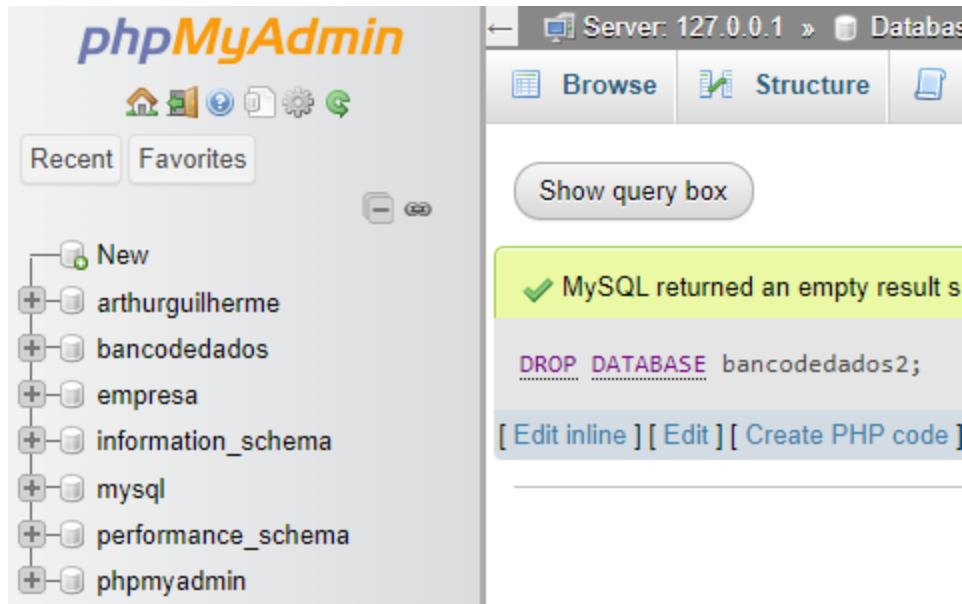 phpMyAdmin
Recent Favorites
New
arthurguilherme
bancodedados
empresa
information_schema
mysql
performance_schema
phpmyadmin
← Server: 127.0.0.1 » Databas
Browse Structure
Show query box
MySQL returned an empty result s
DROP DATABASE bancodedados2;
[ Edit inline ] [ Edit ] [ Create PHP code ]